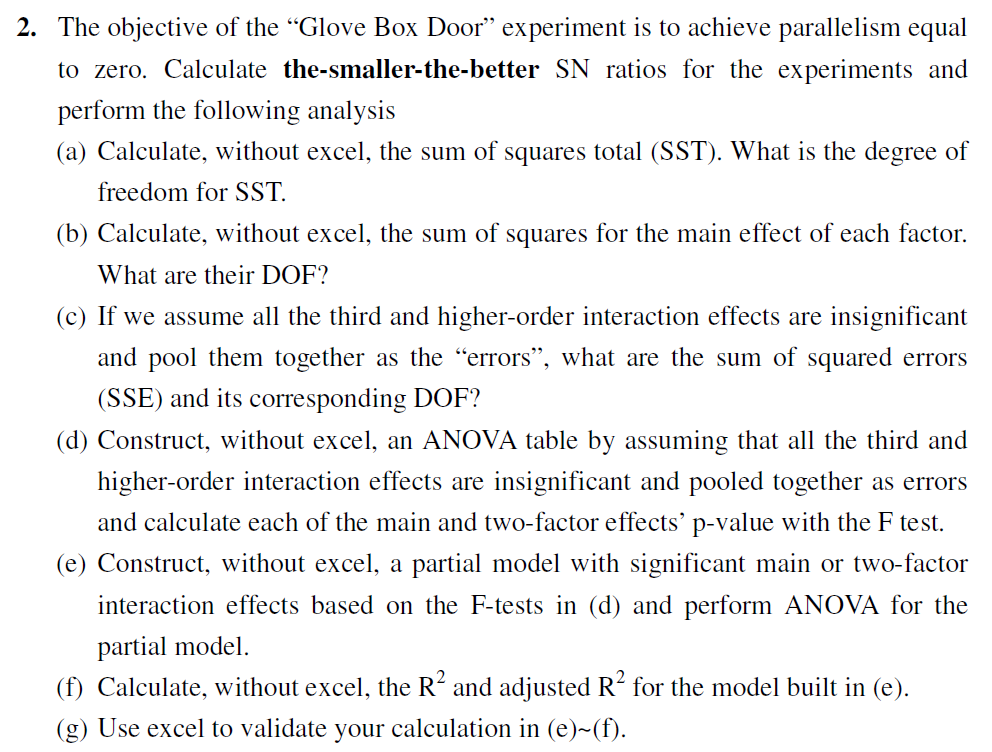 2. The objective of the “Glove Box Door” experiment is to achieve parallelism equal
to zero. Calculate the-smaller-the-better SN ratios for the experiments and
perform the following analysis
(a) Calculate, without excel, the sum of squares total (SST). What is the degree of
freedom for SST.
(b) Calculate, without excel, the sum of squares for the main effect of each factor.
What are their DOF?
(c) If we assume all the third and higher-order interaction effects are insignificant
and pool them together as the “errors”, what are the sum of squared errors
(SSE) and its corresponding DOF?
(d) Construct, without excel, an ANOVA table by assuming that all the third and
higher-order interaction effects are insignificant and pooled together as errors
and calculate each of the main and two-factor effects’ p-value with the F test.
(e) Construct, without excel, a partial model with significant main or two-factor
interaction effects based on the F-tests in (d) and perform ANOVA for the
partial model.
(f) Calculate, without excel, the R² and adjusted R² for the model built in (e).
(g) Use excel to validate your calculation in (e)~(f).